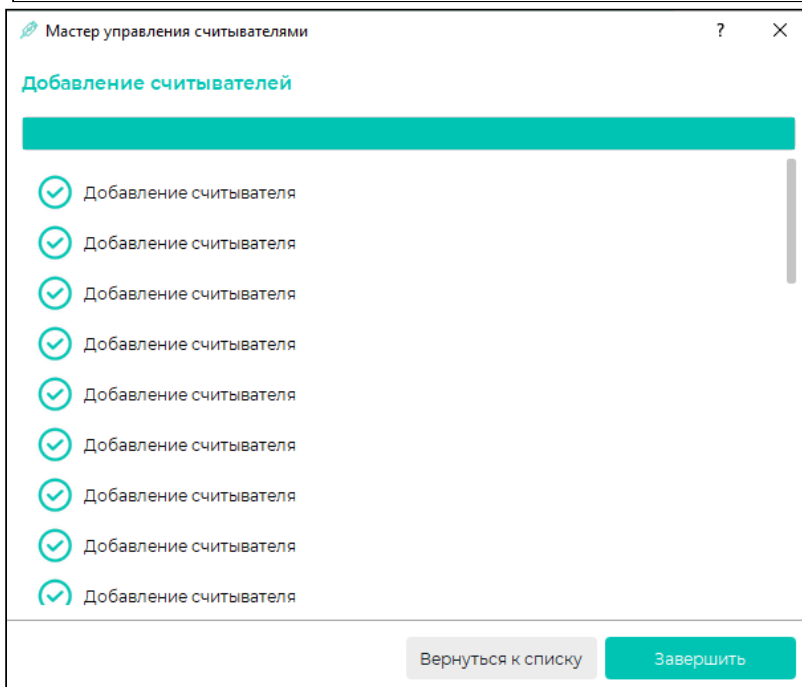 Мастер управления считывателями ?
Добавление считывателей
Добавление считывателя
Добавление считывателя
Добавление считывателя
Добавление считывателя
Добавление считывателя
Добавление считывателя
Добавление считывателя
Добавление считывателя
Добавление считывателя
Вернуться к списку Завершить